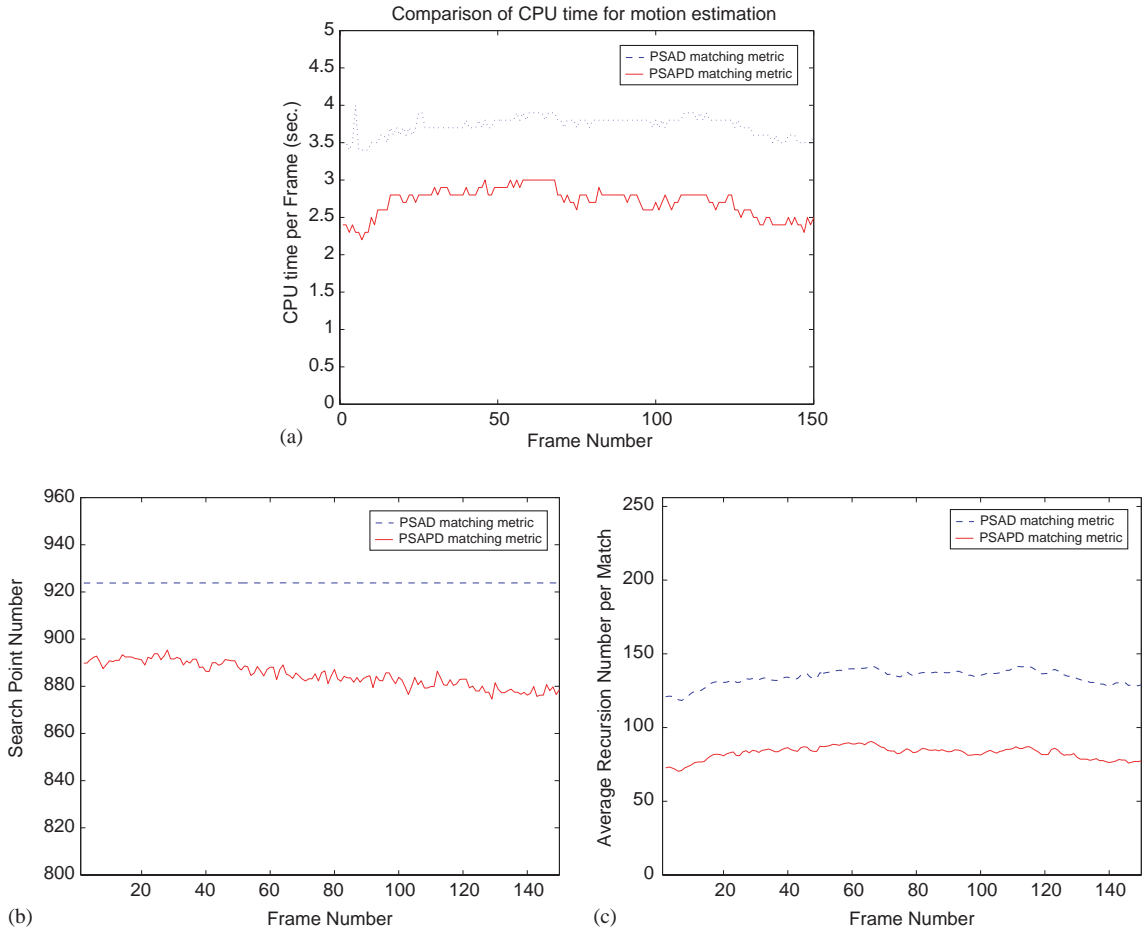 Comparison of CPU time for motion estimation
5
4.5
4
3.5
3
2.5
2
1.5
1
0.5
0
CPU time per Frame (sec.)
PSAD matching metric
PSAPD matching metric
0
50
100
150
Frame Number
(a)
960
940
920
900
880
860
840
820
800
Search Point Number
PSAD matching metric
PSAPD matching metric
20
40
60
80
100
120
140
Frame Number
(b)
250
200
150
100
50
0
Average Recursion Number per Match
PSAD matching metric
PSAPD matching metric
20
40
60
80
100
120
140
Frame Number
(c)